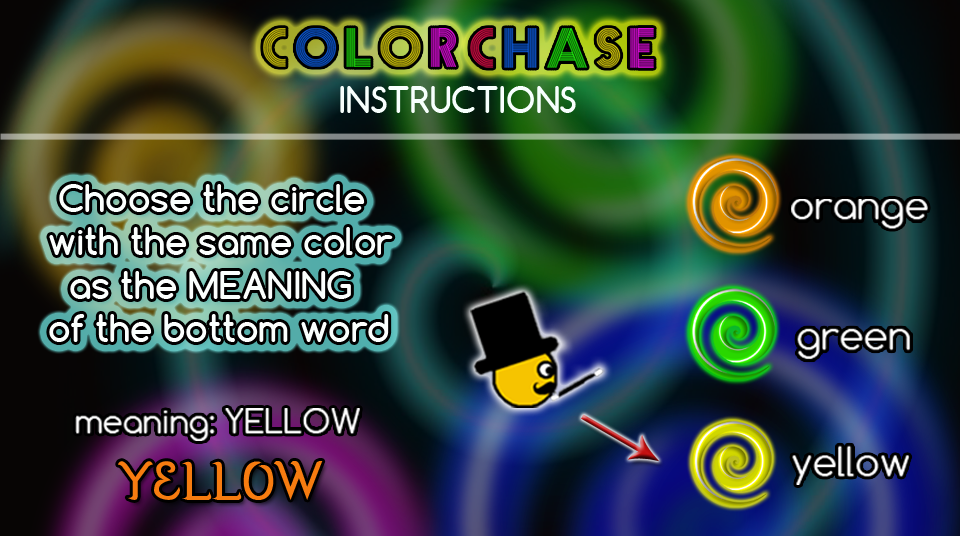 COLORCHASE
INSTRUCTIONS
Choose the circle
with the same color
as the MEANING
of the bottom word
meaning: YELLOW
YELLOW
orange
green
yellow